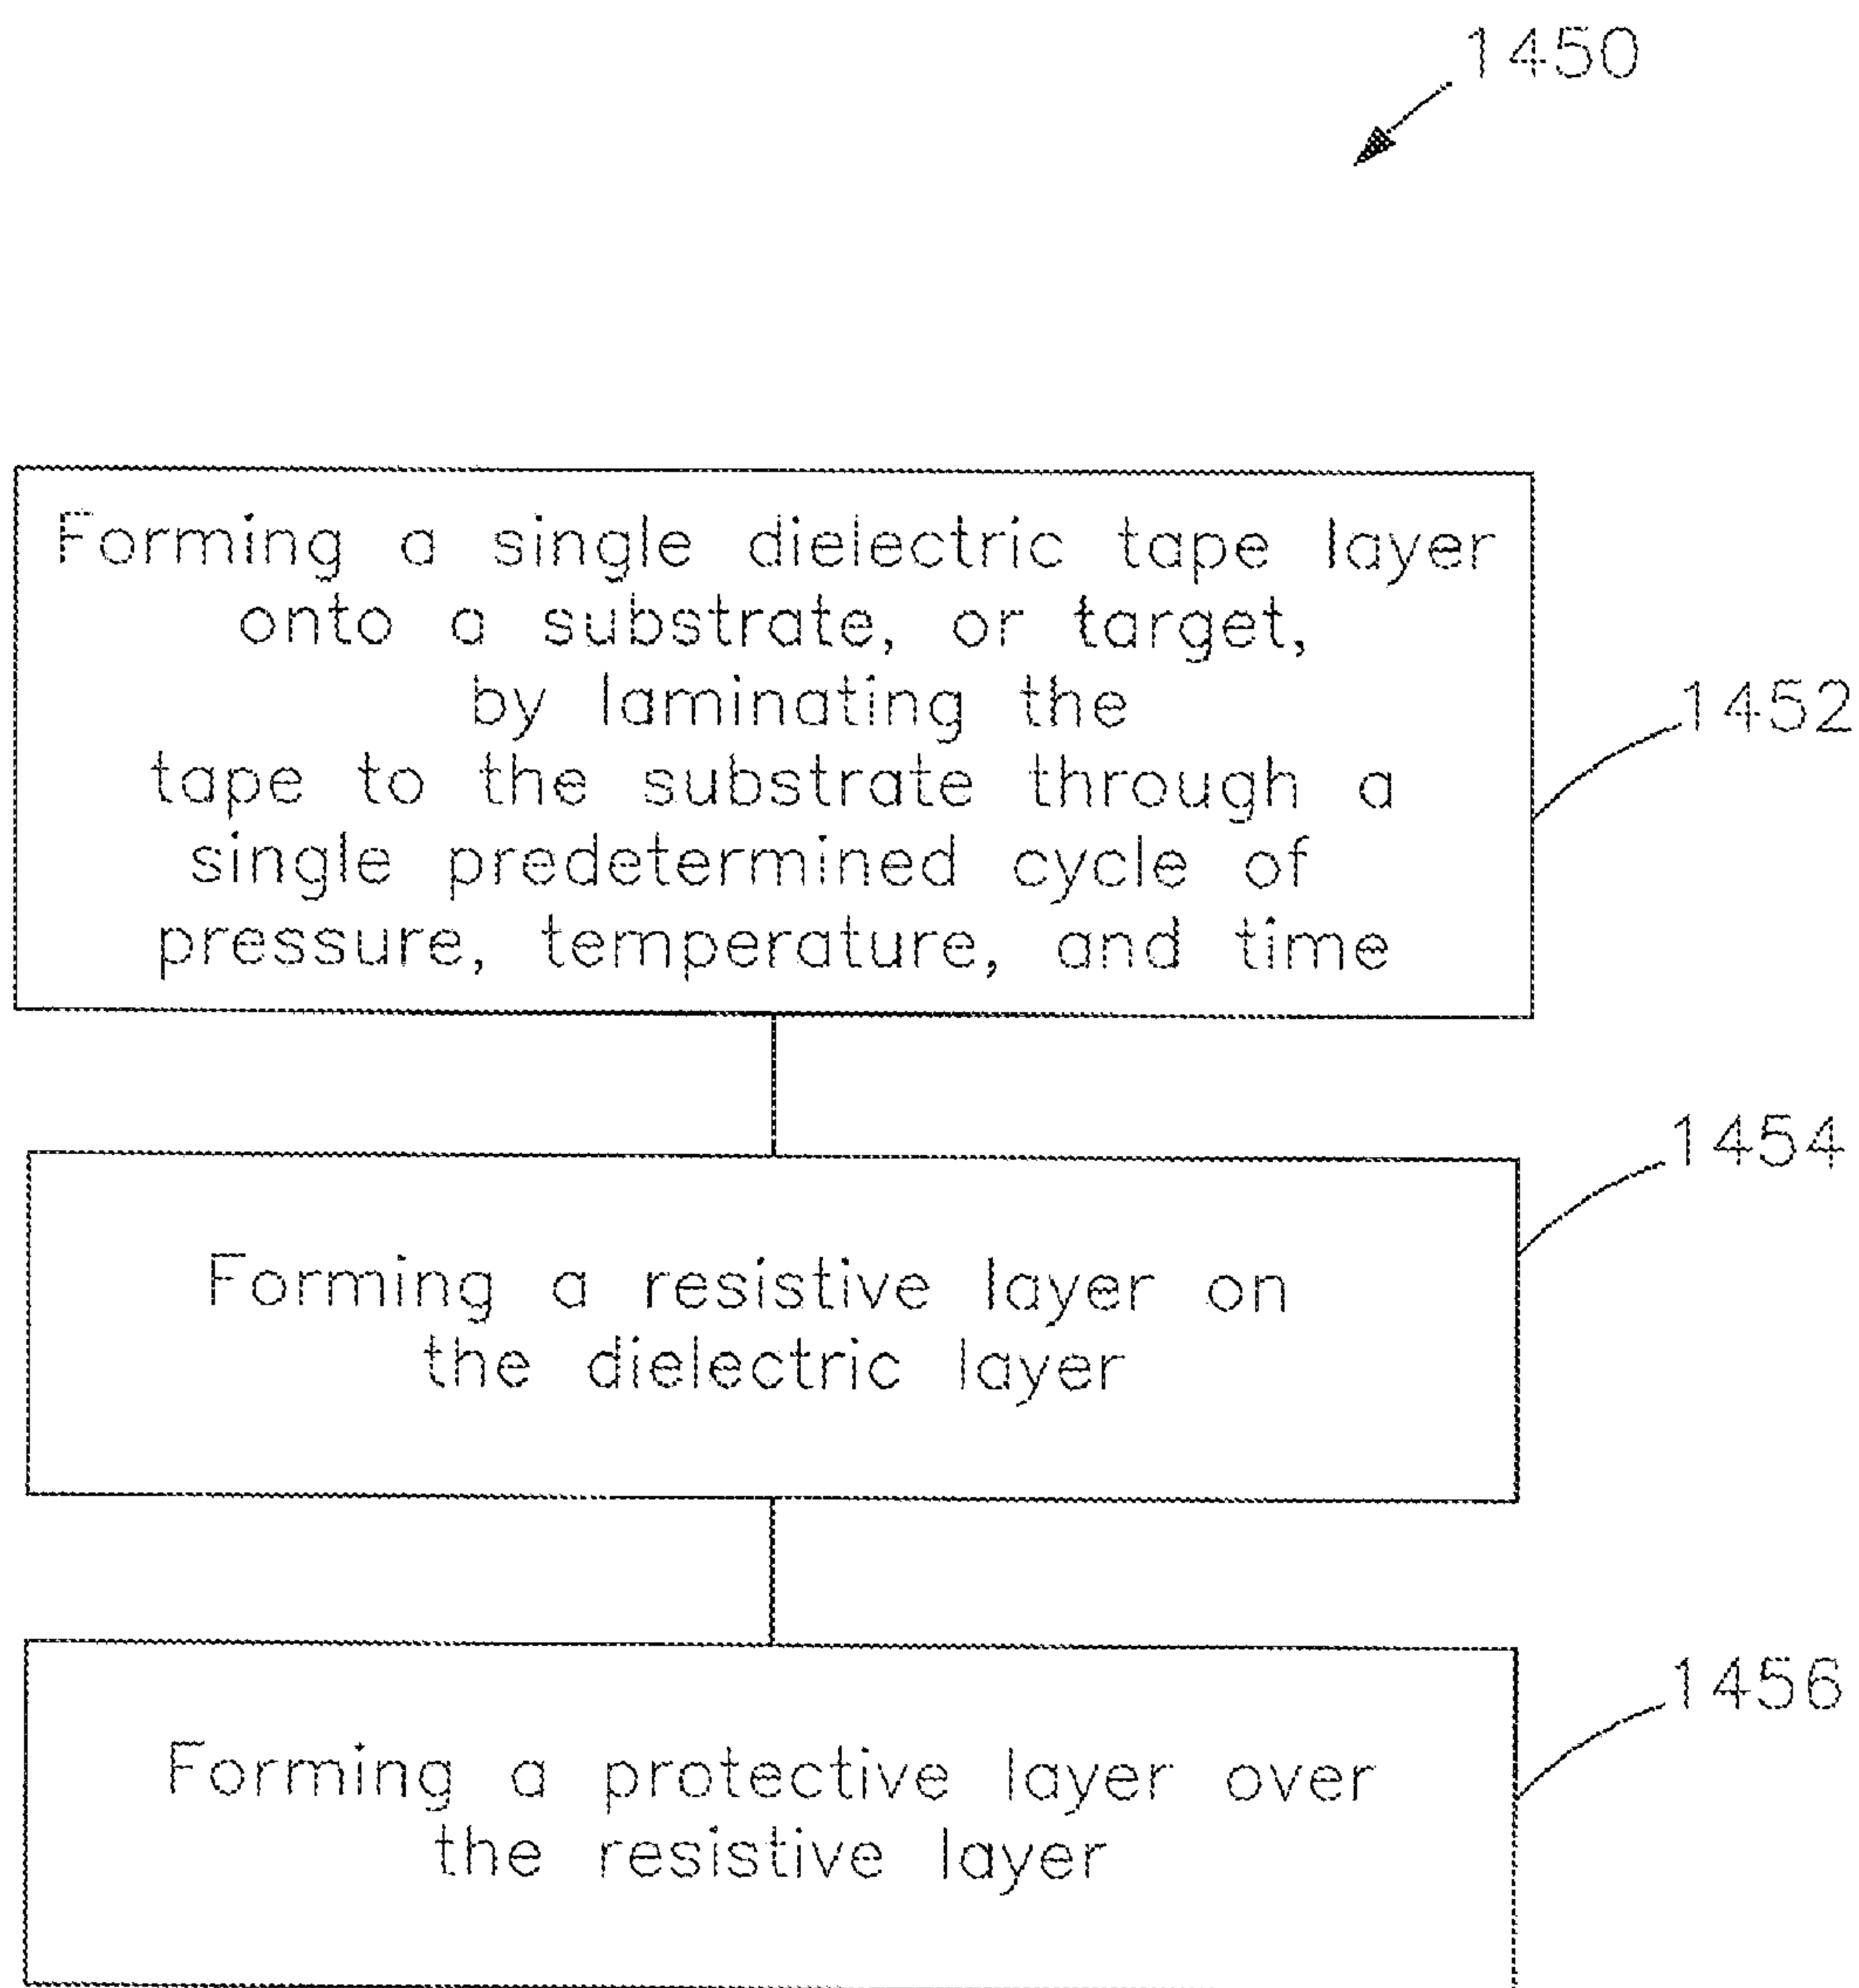 1450
Forming a single dielectric tape layer
onto a substrate, or target,
by laminating the
tape to the substrate through a
single predetermined cycle of
pressure, temperature, and time
1452
Forming a resistive layer on
the dielectric layer
1454
Forming a protective layer over
the resistive layer
1456